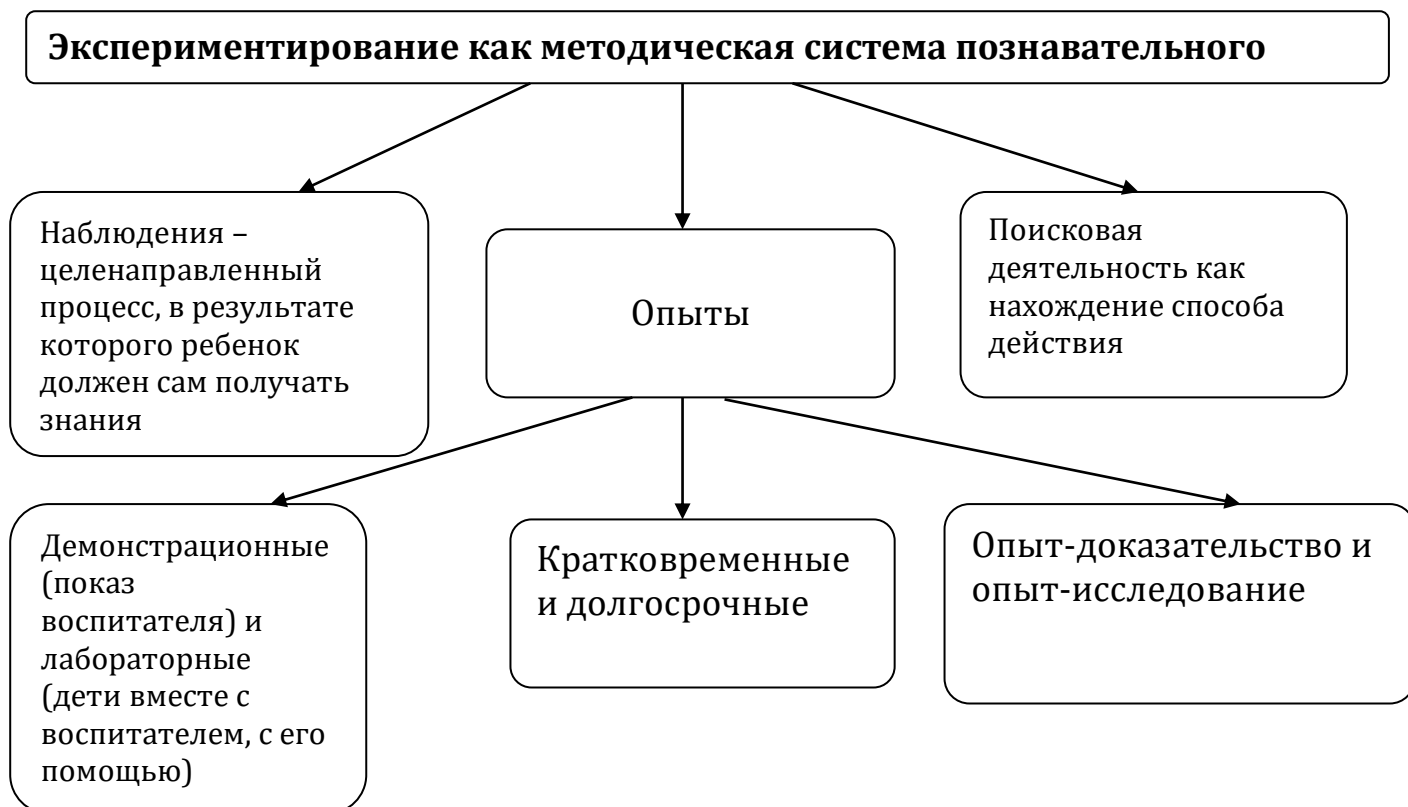 Экспериментирование как методическая система познавательного
Наблюдения –
целенаправленный
процесс, в результате
которого ребенок
должен сам получать
знания
Опыты
Поисковая
деятельность как
нахождение способа
действия
Демонстрационные
(показ
воспитателя) и
лабораторные
(дети вместе с
воспитателем, с его
помощью)
Кратковременные
и долгосрочные
Опыт-доказательство и
опыт-исследование